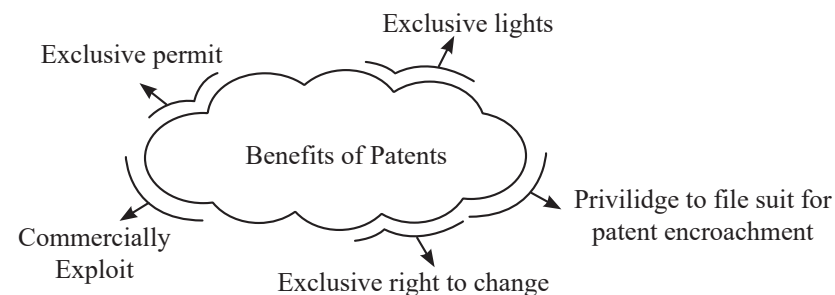 Exclusive lights
Exclusive permit
Benefits of Patents
Privilidge to file suit for
patent encroachment
Commercially
Exploit
Exclusive right to change